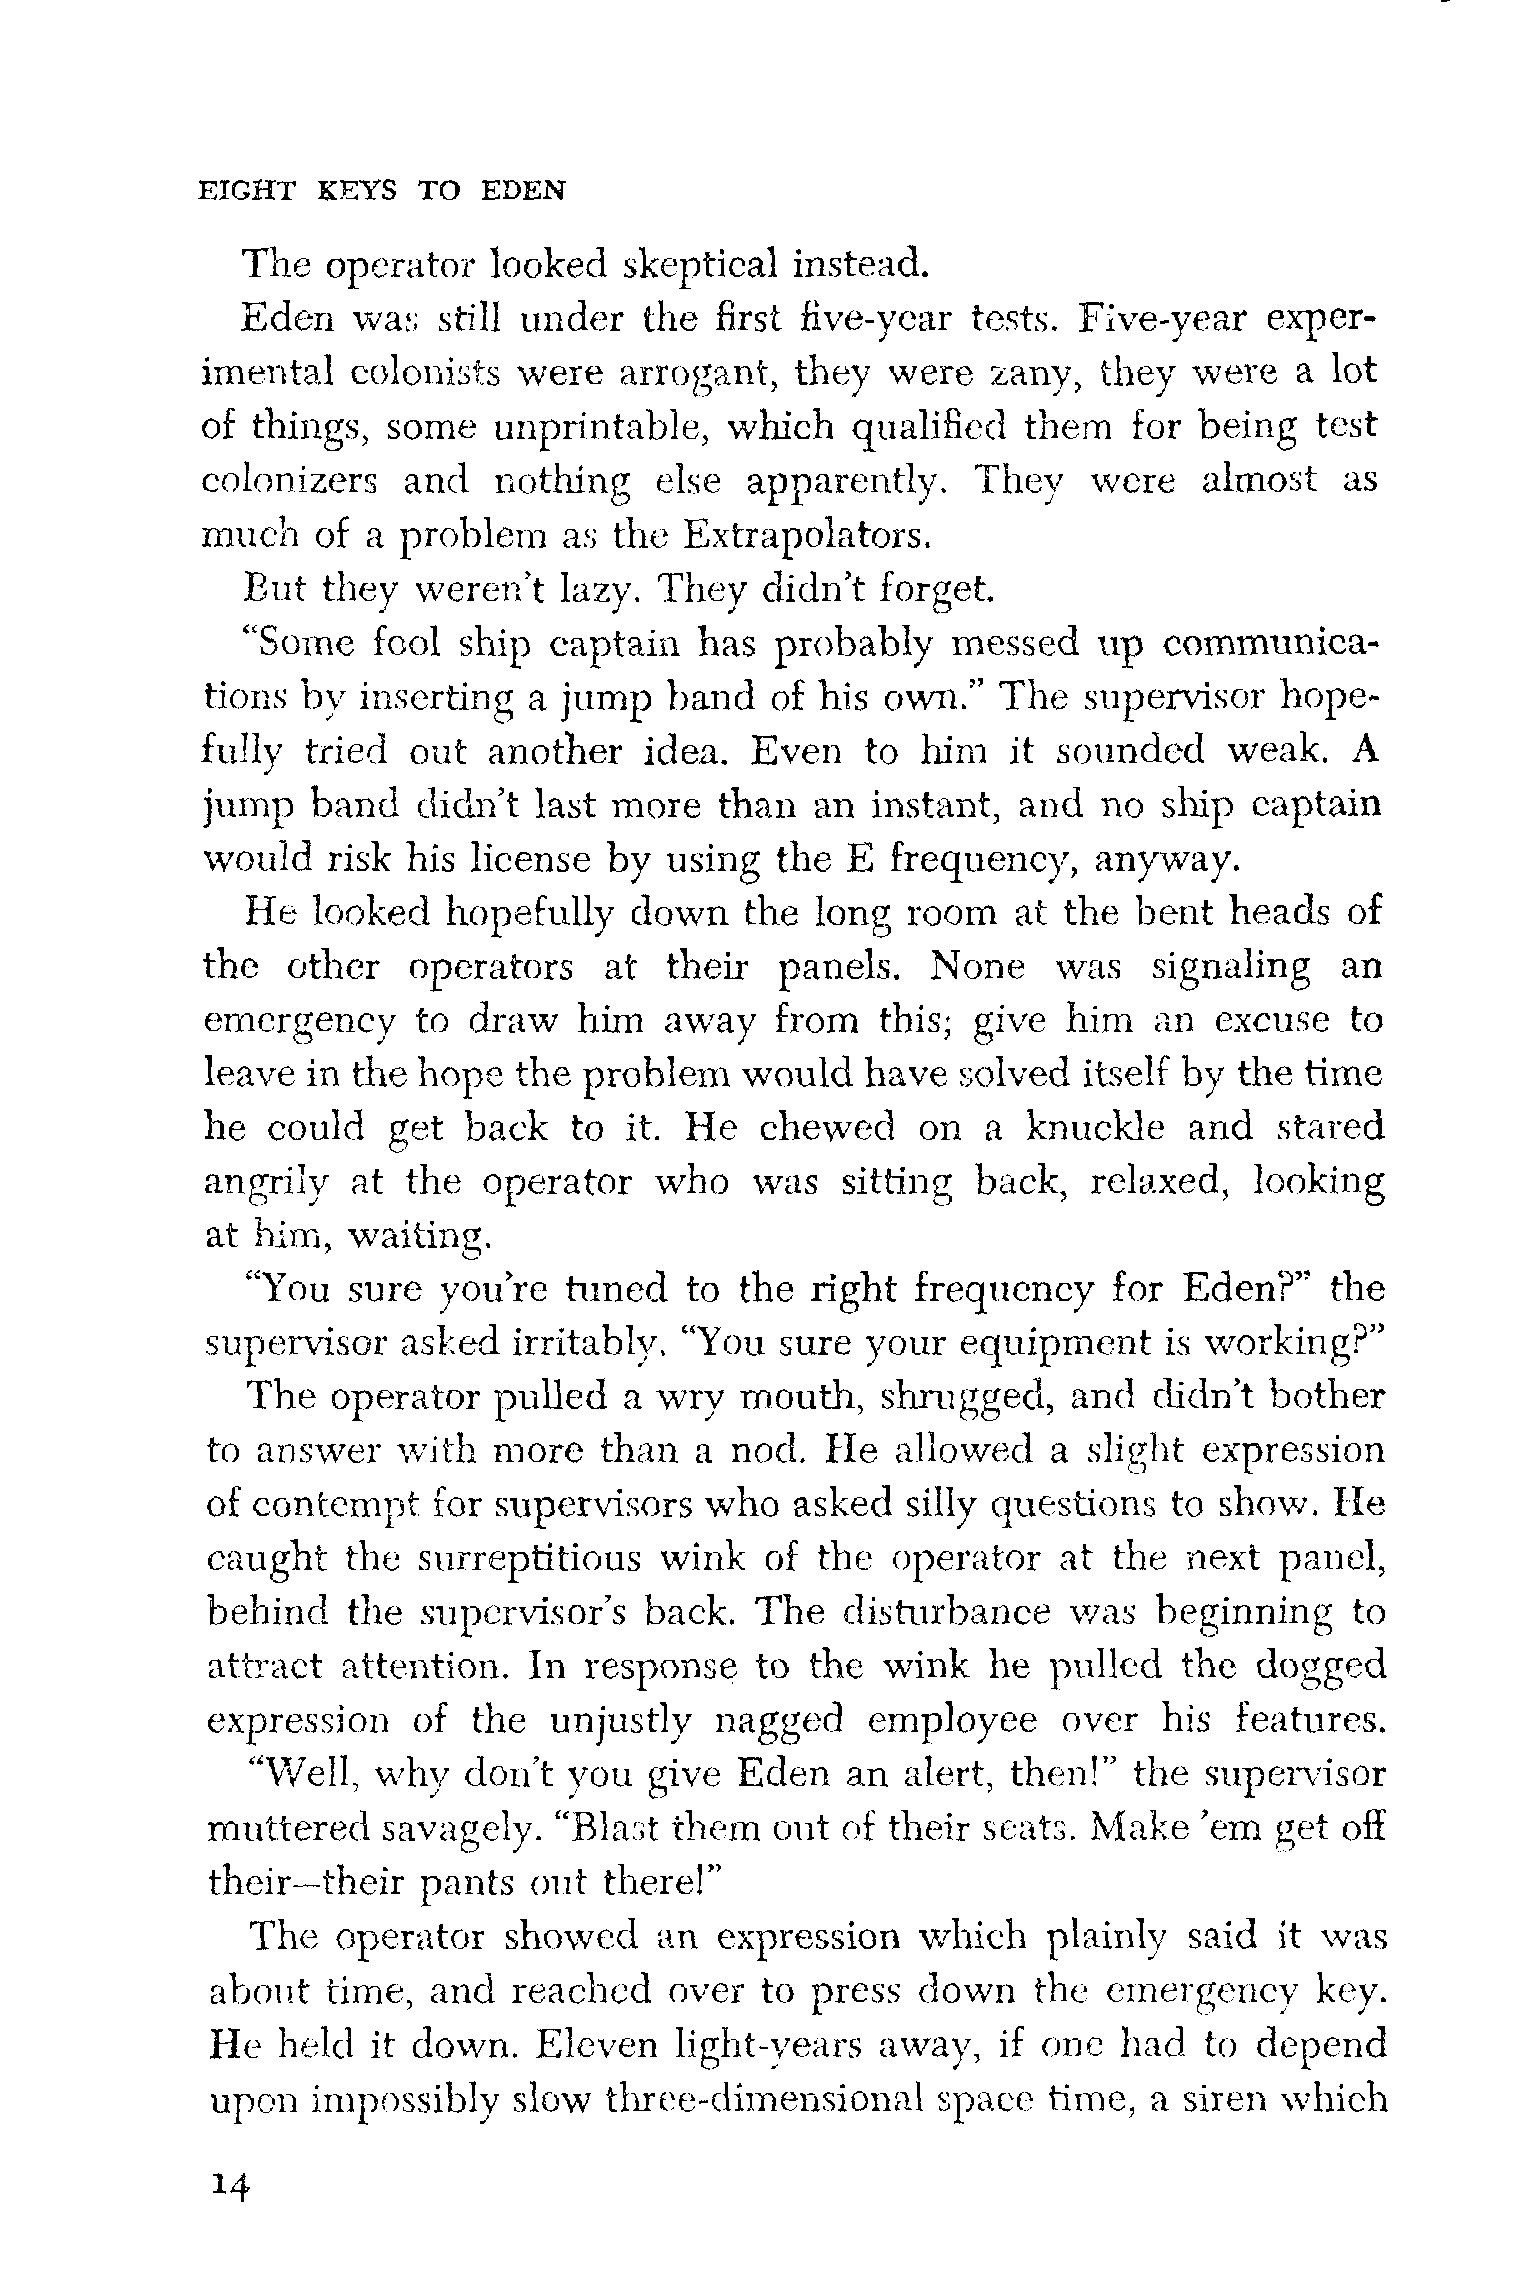 EIGHT KEYS TO EDEN
The operator looked skeptical instead.
Eden was still under the first five-year tests. Five-year exper-
imental colonists were arrogant, they were zany, they were a lot
of things, some unprintable, which qualified them for being test
colonizers and nothing else apparently. They were almost as
much of a problem as the Extrapolators.
But they weren't lazy. They didn't forget.
“Some fool ship captain has probably messed up communica-
tions by inserting a jump band of his own.” The supervisor hope-
fully tried out another idea. Even to him it sounded weak. A
jump band didn't last more than an instant, and no ship captain
would risk his license by using the E frequency, anyway.
He looked hopefully down the long room at the bent heads of
the other operators at their panels. None was signaling an
emergency to draw him away from this; give him an excuse to
leave in the hope the problem would have solved itself by the time
he could get back to it. He chewed on a knuckle and stared
angrily at the operator who was sitting back, relaxed, looking
at him, waiting.
“You sure you're tuned to the right frequency for Eden?” the
supervisor asked irritably. “You sure your equipment is working?”
The operator pulled a wry mouth, shrugged, and didn't bother
to answer with more than a nod. He allowed a slight expression
of contempt for supervisors who asked silly questions to show. He
caught the surreptitious wink of the operator at the next panel,
behind the supervisor's back. The disturbance was beginning to
attract attention. In response to the wink he pulled the dogged
expression of the unjustly nagged employee over his features.
“Well, why don't you give Eden an alert, then!” the supervisor
muttered savagely. “Blast them out of their seats. Make 'em get off
their—their pants out there!”
The operator showed an expression which plainly said it was
about time, and reached over to press down the emergency key.
He held it down. Eleven light-years away, if one had to depend
upon impossibly slow three-dimensional space time, a siren which
14